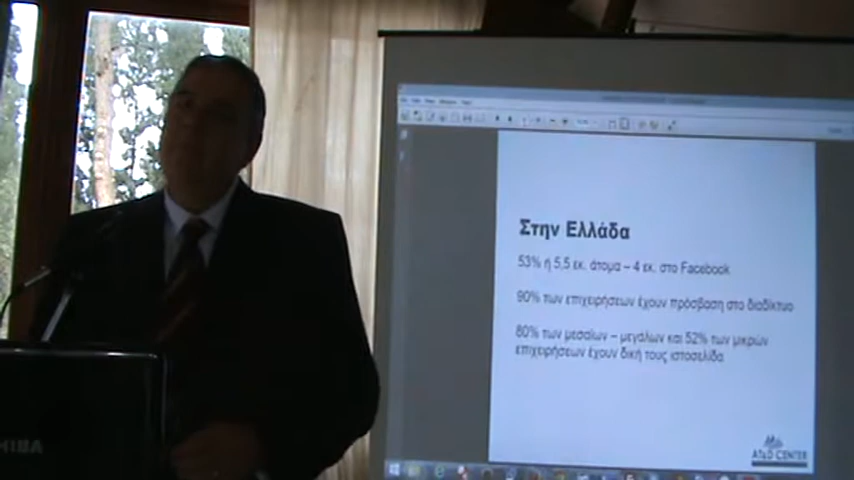 Στην Ελλάδα
53% ή 5,5 εκ. άτομα – 4 εκ. στο Facebook
90% των επιχειρήσεων έχουν πρόσβαση στο διαδίκτυο
80% των μεσαίων – μεγάλων και 52% των μικρών
επιχειρήσεων έχουν δική τους ιστοσελίδα
CENTER